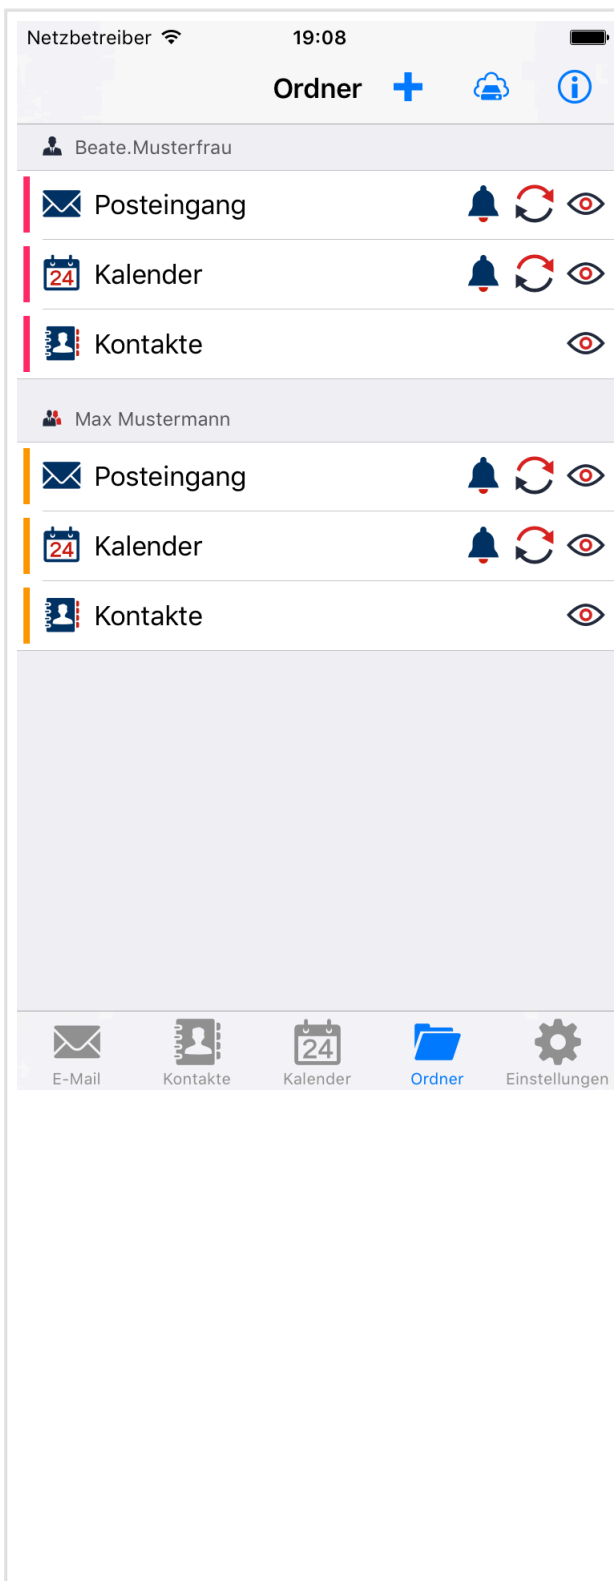 Netzbetreiber 19:08
Ordner
Beate.Musterfrau
Posteingang
24 Kalender
Kontakte
Max Mustermann
Posteingang
24 Kalender
Kontakte
24
E-Mail Kontakte Kalender Ordner Einstellungen